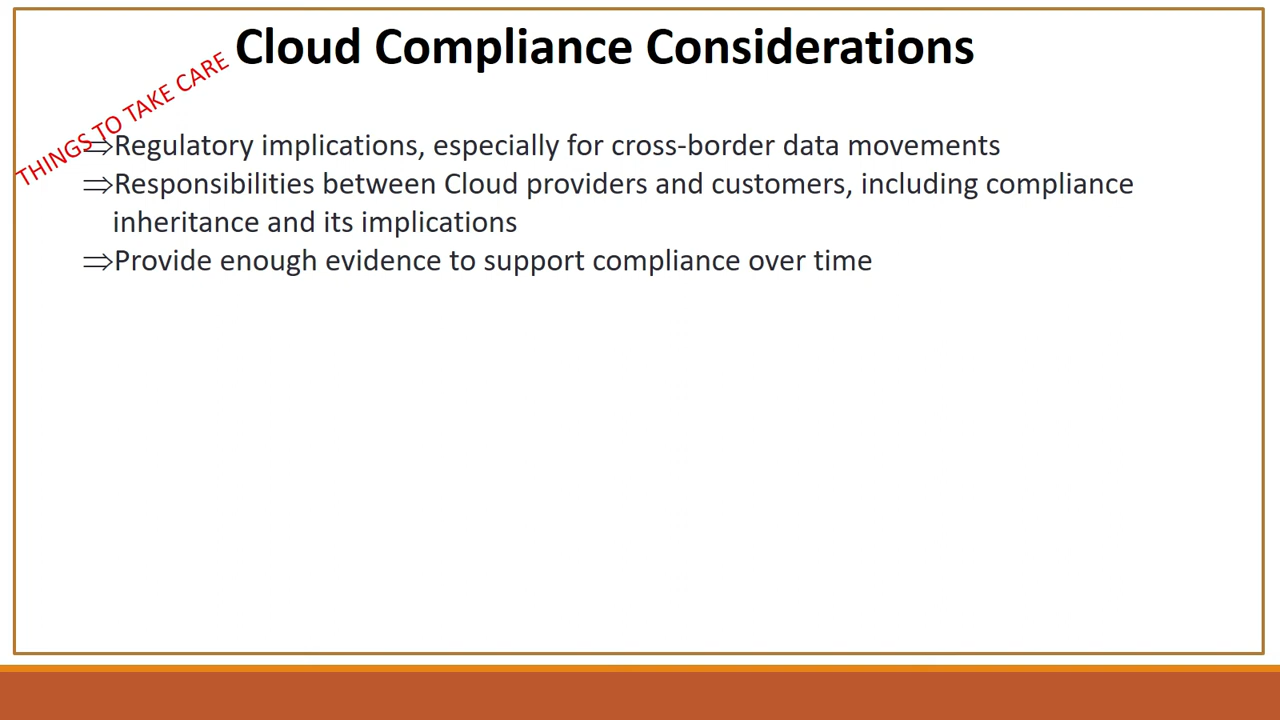 Cloud Compliance Considerations
THINGS TO TAKE CARE
⇒Regulatory implications, especially for cross-border data movements
⇒Responsibilities between Cloud providers and customers, including compliance
inheritance and its implications
⇒Provide enough evidence to support compliance over time